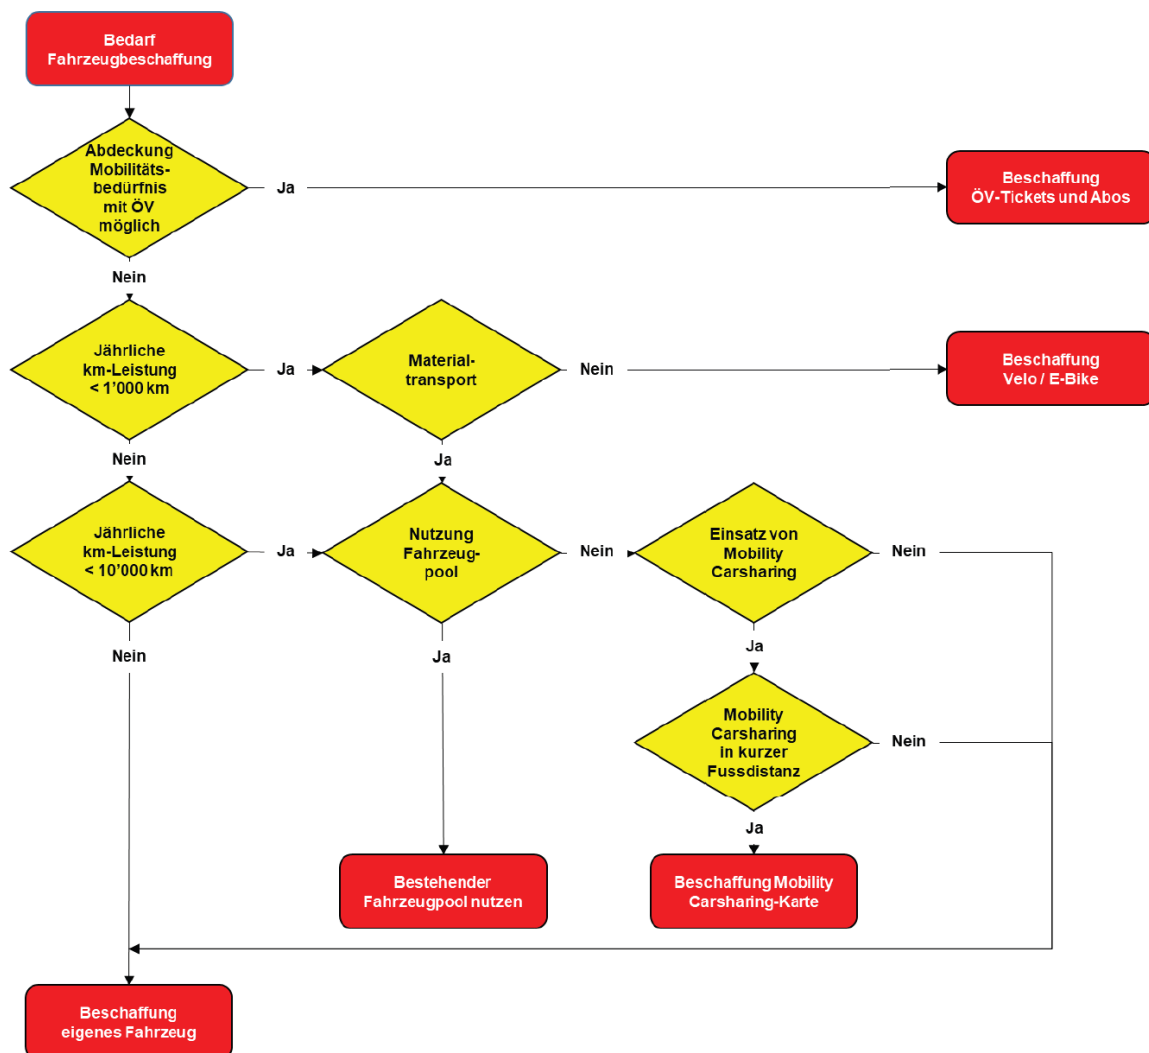 Bedarf
Fahrzeugbeschaffung
Abdeckung
Mobilitäts-
bedürfnis
mit ÖV
möglich
Ja
Beschaffung
ÖV-Tickets und Abos
Nein
Jährliche
km-Leistung
< 1'000 km
Ja
Material-
transport
Nein
Beschaffung
Velo / E-Bike
Nein
Ja
Jährliche
km-Leistung
< 10'000 km
Ja
Nutzung
Fahrzeug-
pool
Nein
Einsatz von
Mobility
Carsharing
Nein
Nein
Ja
Ja
Mobility
Carsharing
in kurzer
Fussdistanz
Nein
Ja
Bestehender
Fahrzeugpool nutzen
Beschaffung Mobility
Carsharing-Karte
Beschaffung
eigenes Fahrzeug